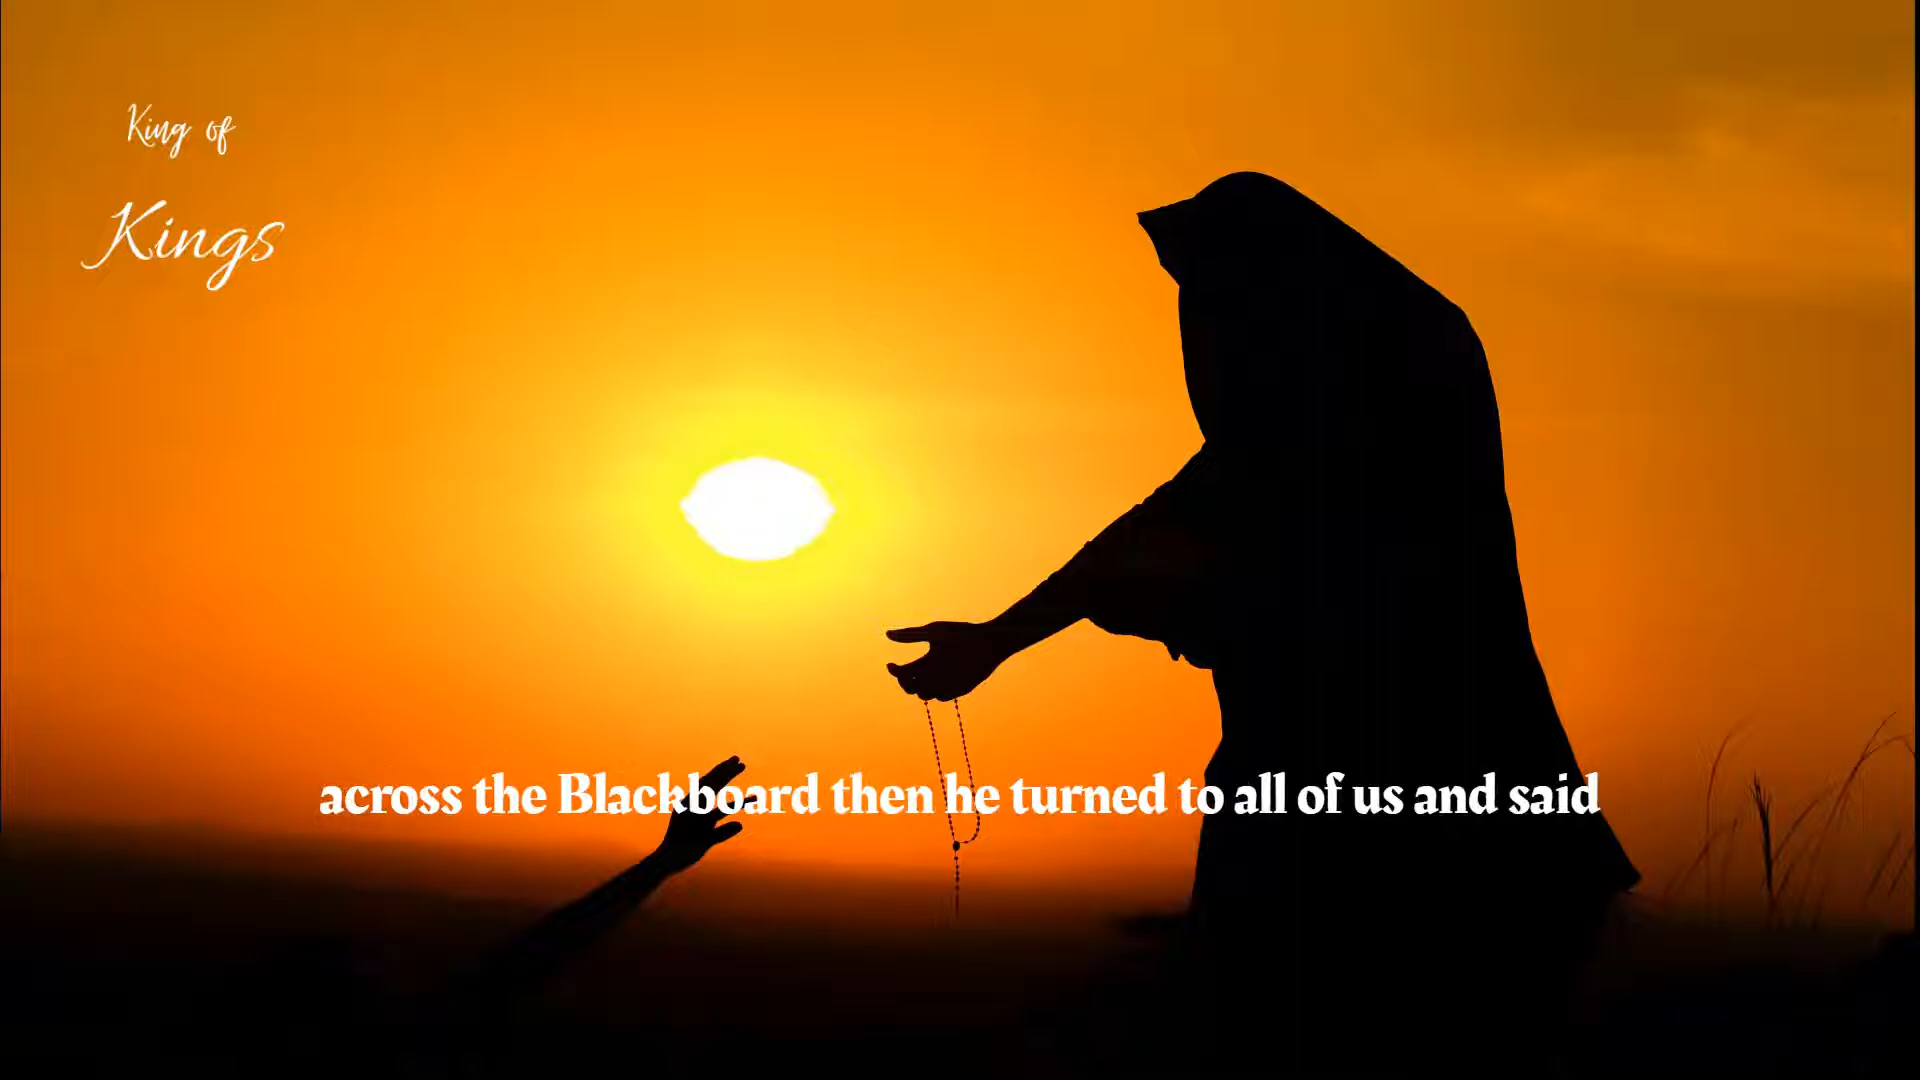 King of
Kings
across the Blackboard then he turned to all of us and said